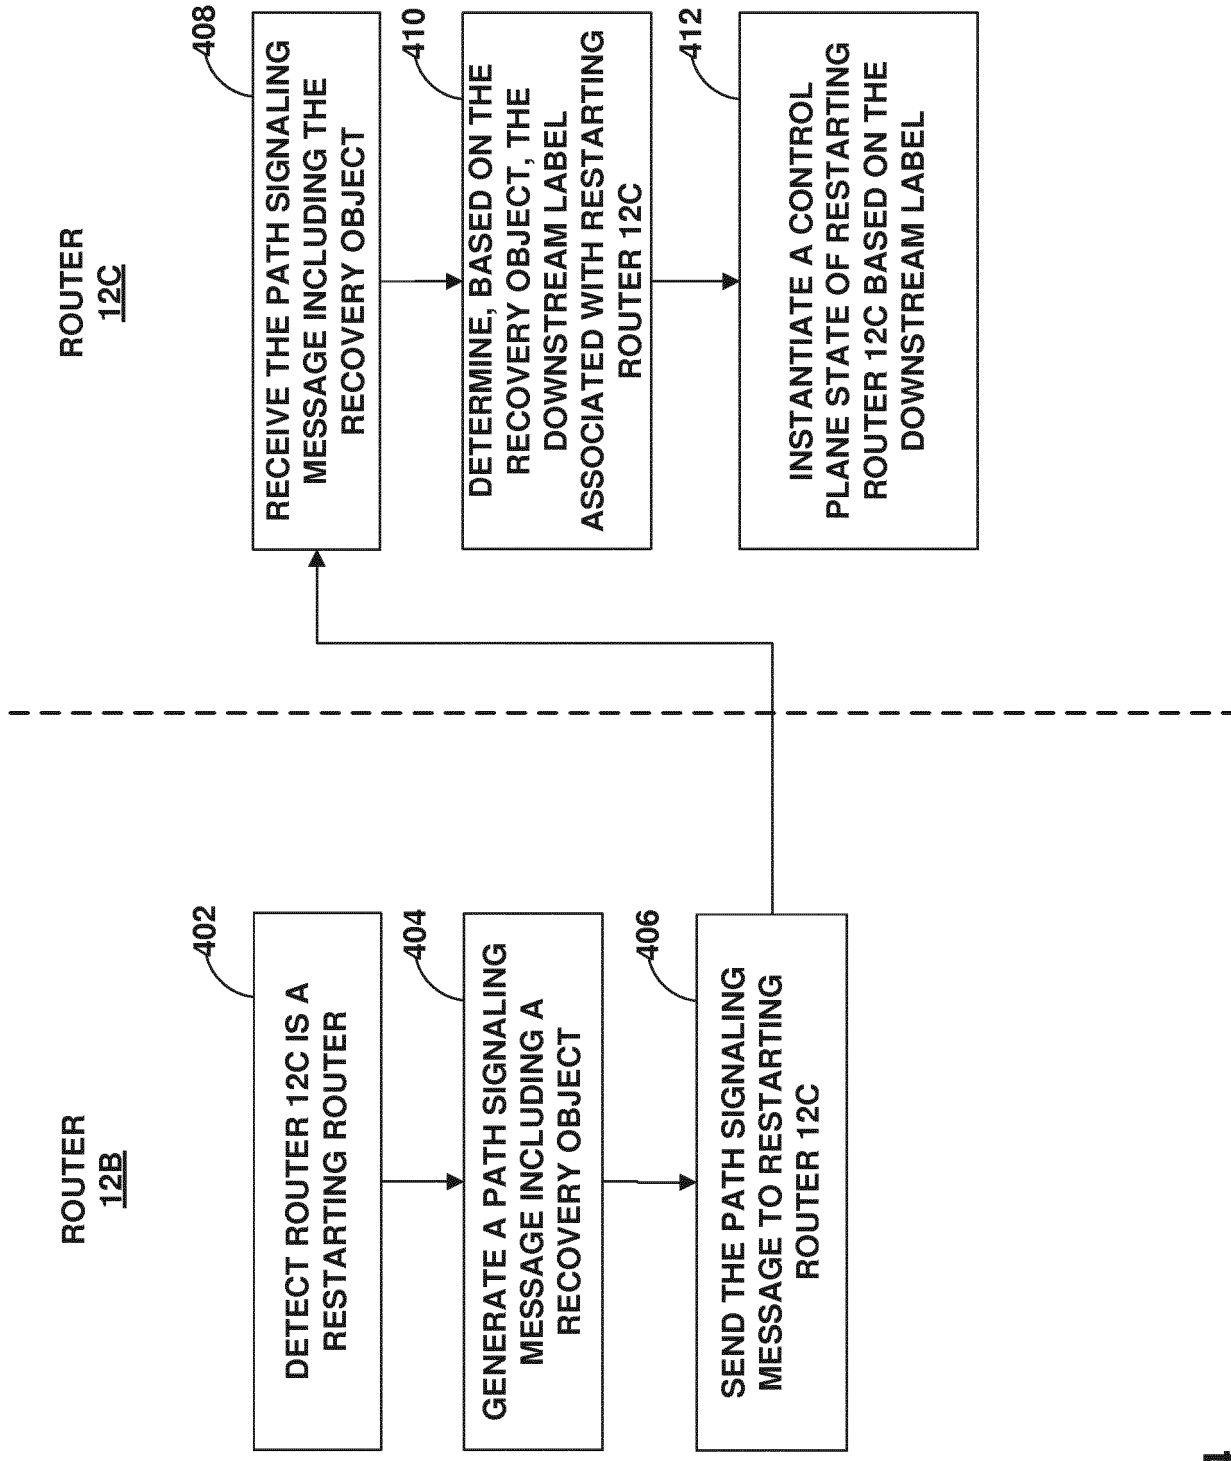 ROUTER
12B
402
DETECT ROUTER 12C IS A
RESTARTING ROUTER
404
GENERATE A PATH SIGNALING
MESSAGE INCLUDING A
RECOVERY OBJECT
406
SEND THE PATH SIGNALING
MESSAGE TO RESTARTING
ROUTER 12C
ROUTER
12C
408
RECEIVE THE PATH SIGNALING
MESSAGE INCLUDING THE
RECOVERY OBJECT
410
DETERMINE, BASED ON THE
RECOVERY OBJECT, THE
DOWNSTREAM LABEL
ASSOCIATED WITH RESTARTING
ROUTER 12C
412
INSTANTIATE A CONTROL
PLANE STATE OF RESTARTING
ROUTER 12C BASED ON THE
DOWNSTREAM LABEL